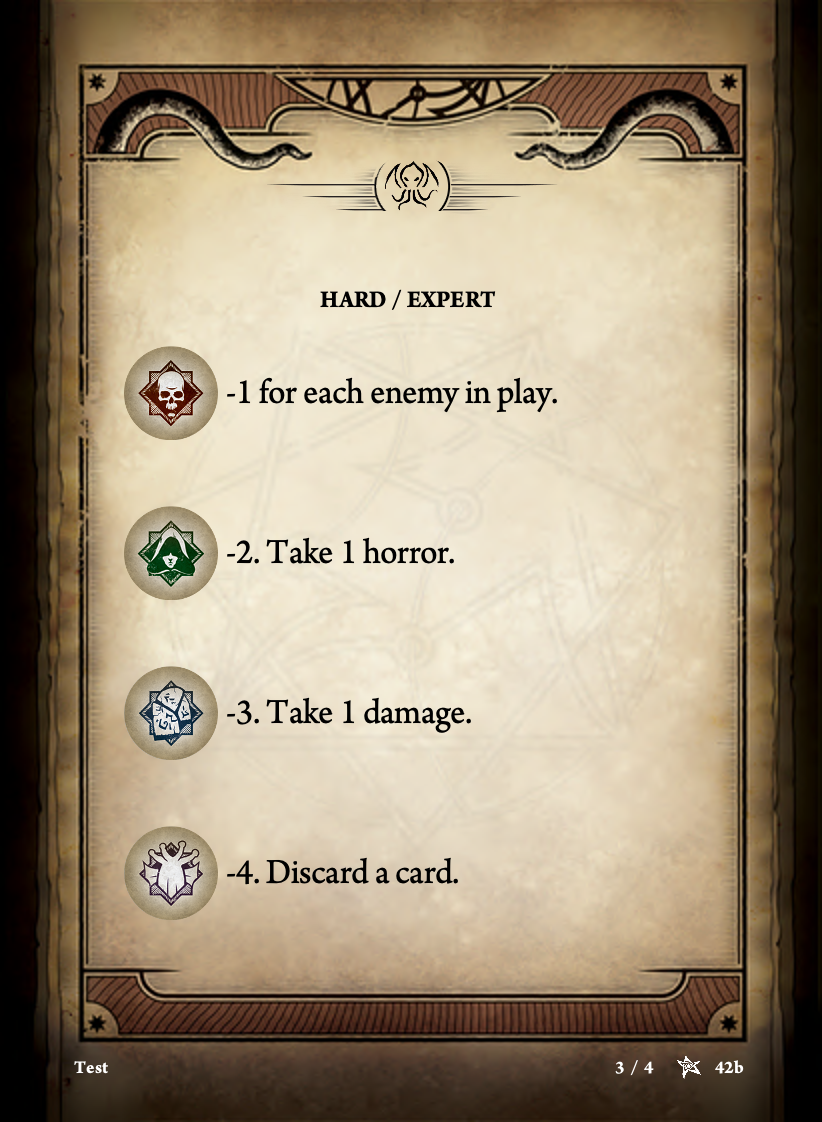 HARD / EXPERT
-1 for each enemy in play.
-2. Take 1 horror.
-3. Take 1 damage.
-4. Discard a card.
Test 3 / 4 42b